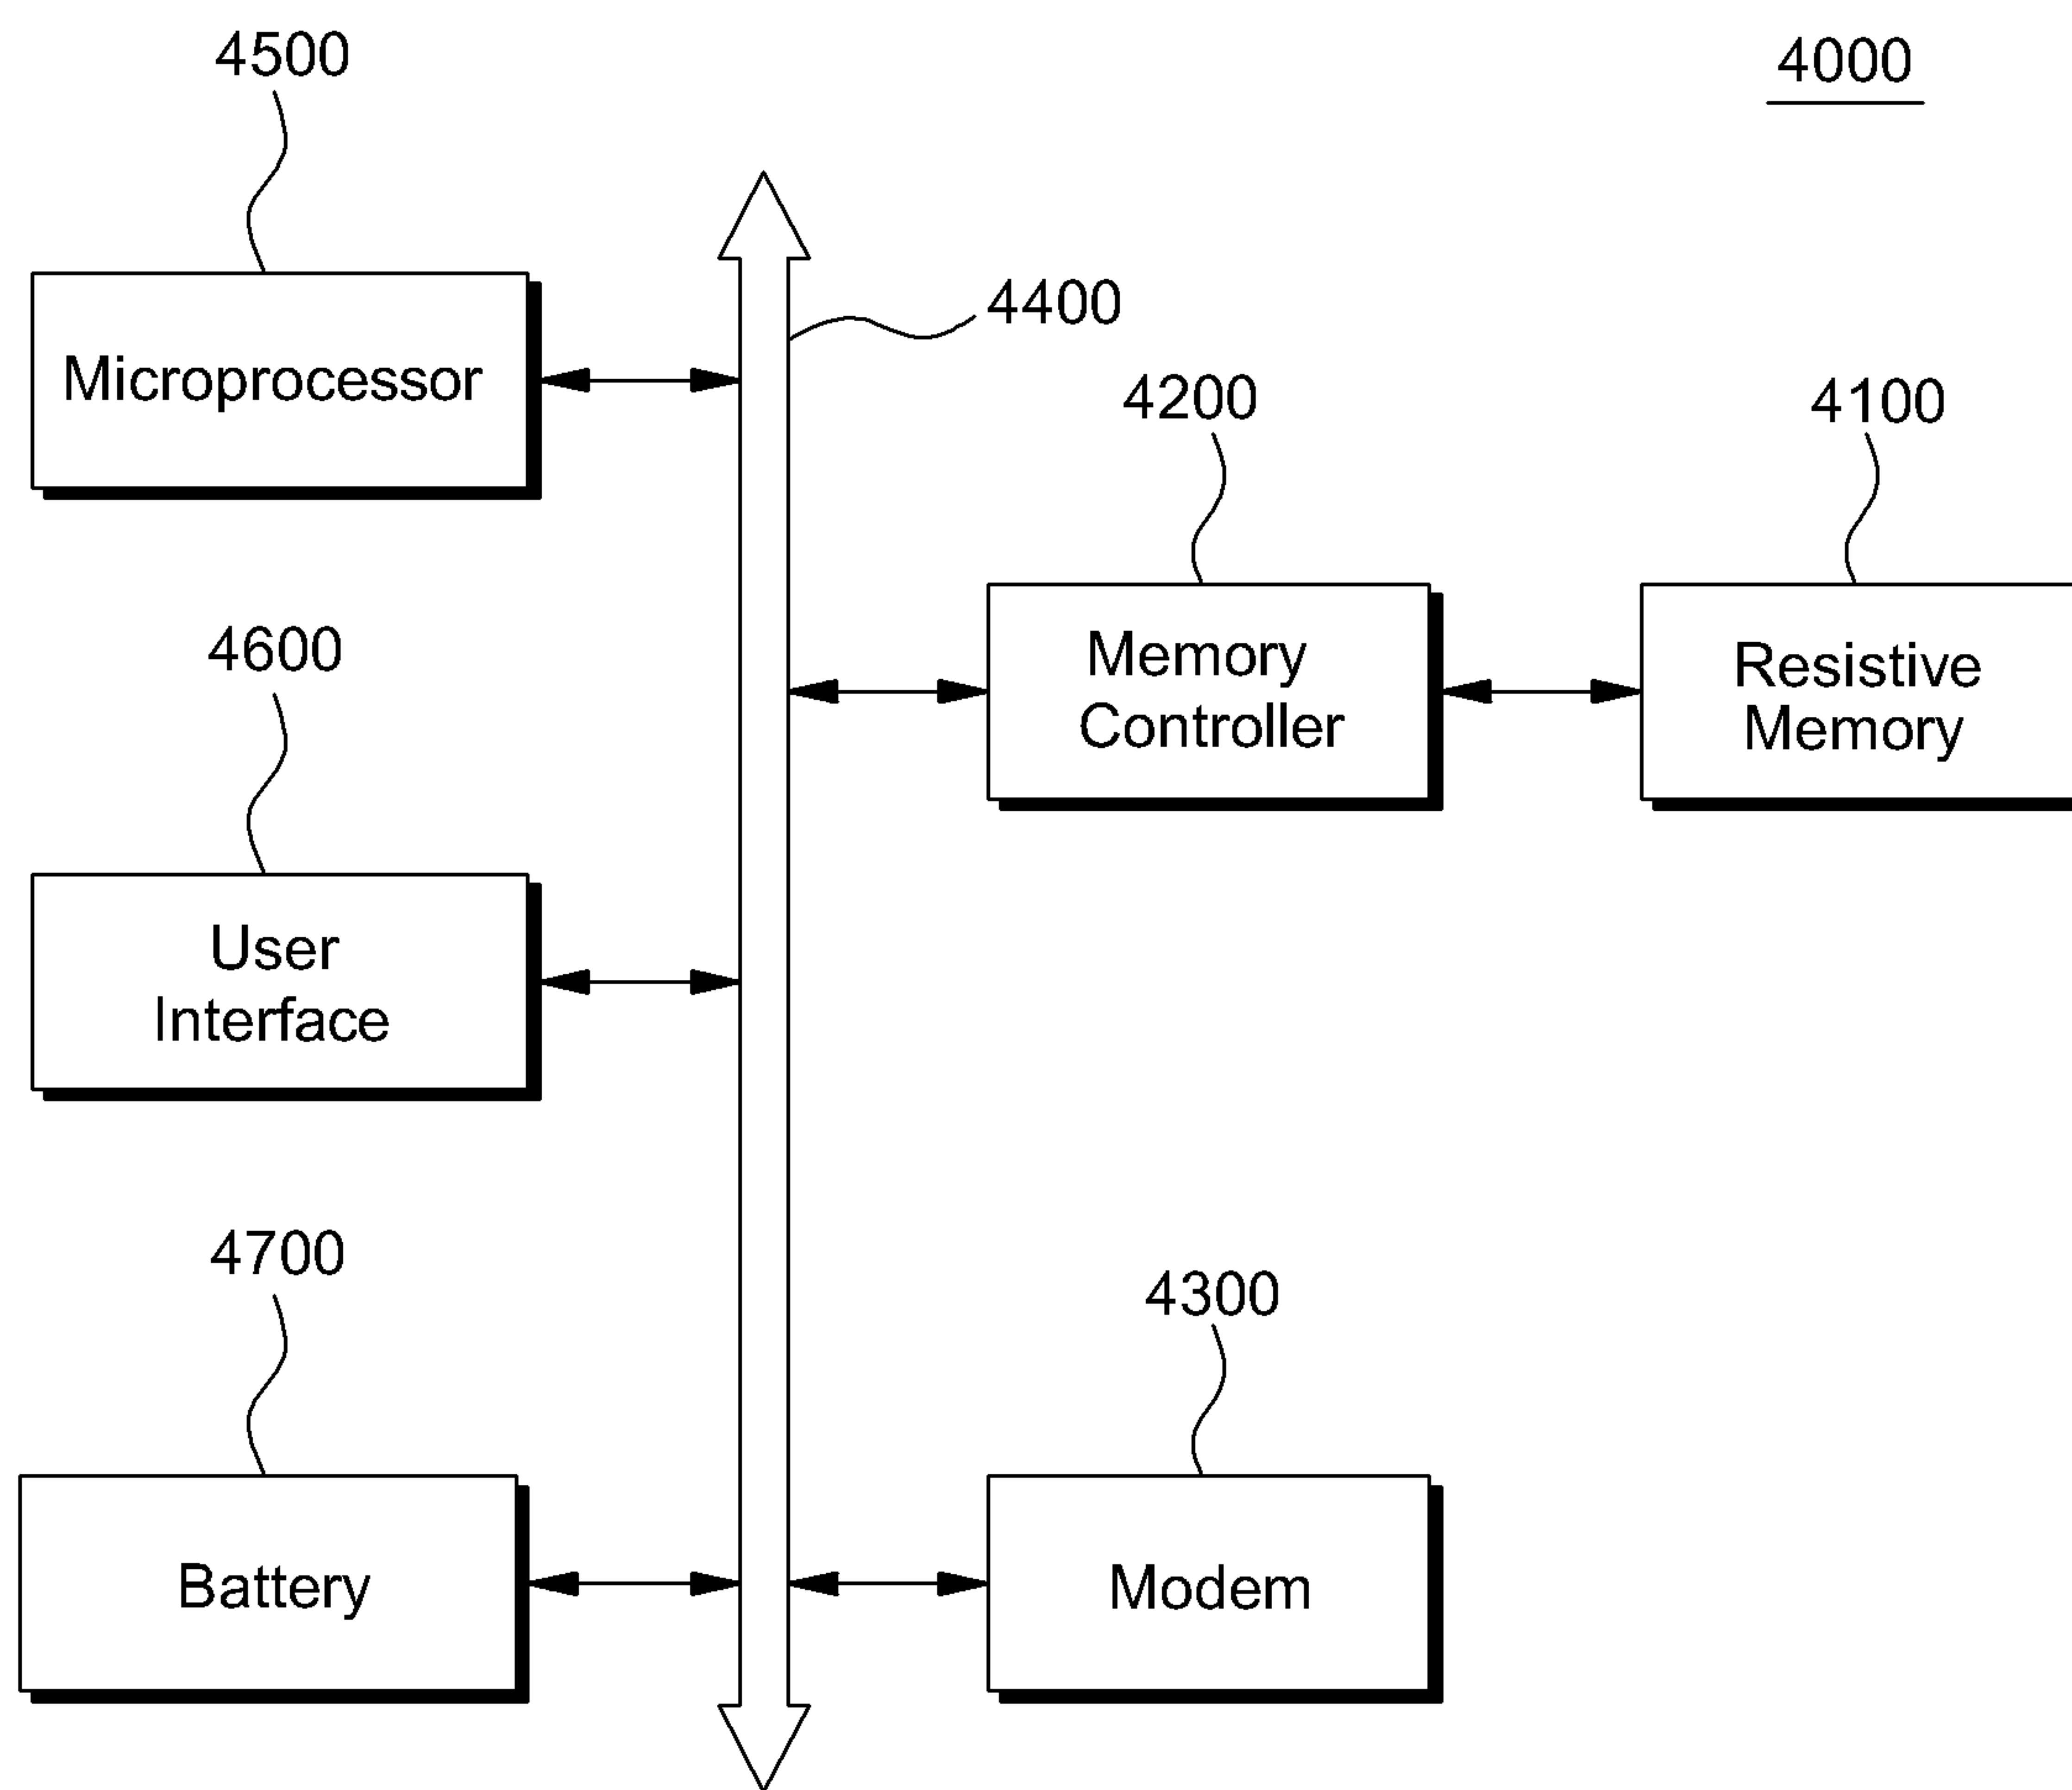 4500
4000
Microprocessor
4400
4200
4100
Memory
Controller
Resistive
Memory
4600
User
Interface
4700
4300
Battery
Modem